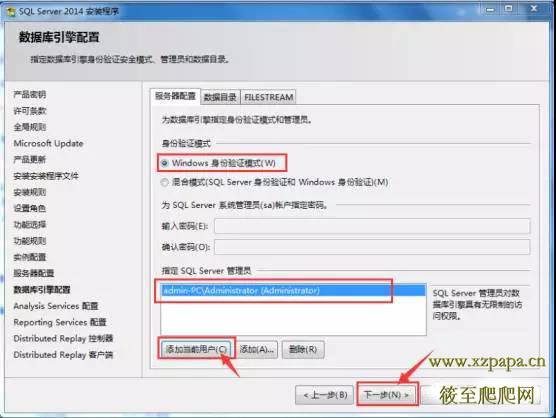 SQL Server 2014 安装程序
数据库引擎配置
指定数据库引擎身份验证安全模式、管理员和数据目录。
产品密钥
许可条款
全局规则
Microsoft Update
产品更新
安装安装程序文件
安装规则
设置角色
功能选择
功能规则
实例配置
服务器配置
数据库引擎配置
Analysis Services 配置
Reporting Services 配置
Distributed Replay 控制器
Distributed Replay 客户端
服务器配置 数据目录 FILESTREAM
为数据库引擎指定身份验证模式和管理员。
身份验证模式
Windows 身份验证模式(W)
混合模式(SQL Server 身份验证和 Windows 身份验证)(M)
为 SQL Server 系统管理员(sa)帐户指定密码。
输入密码(E):
确认密码(O):
指定 SQL Server 管理员
admin-PC\Administrator (Administrator)
SQL Server 管理员对数
据库引擎具有无限制的访
问权限。
添加当前用户(C) 添加(A)... 删除(R)
< 上一步(B) 下一步(N) >
www.xzpapa.cn
筱至爬爬网